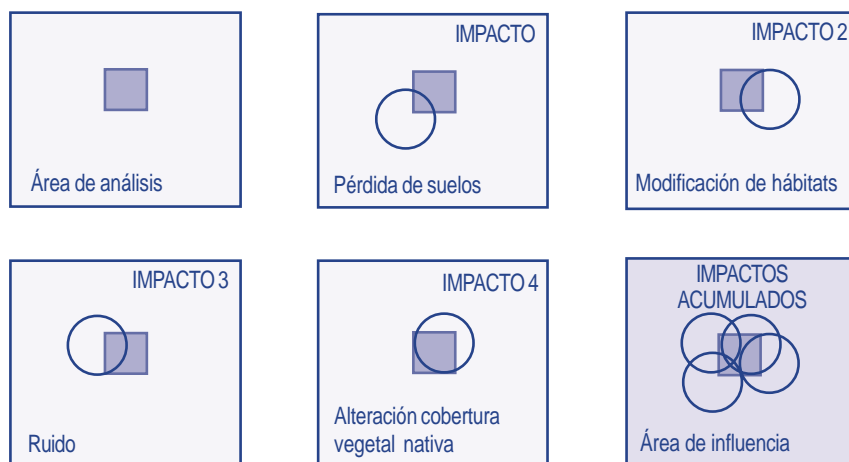 Área de análisis
IMPACTO
Pérdida de suelos
IMPACTO 2
Modificación de hábitats
IMPACTO 3
Ruido
IMPACTO 4
Alteración cobertura
vegetal nativa
IMPACTOS
ACUMULADOS
Área de influencia